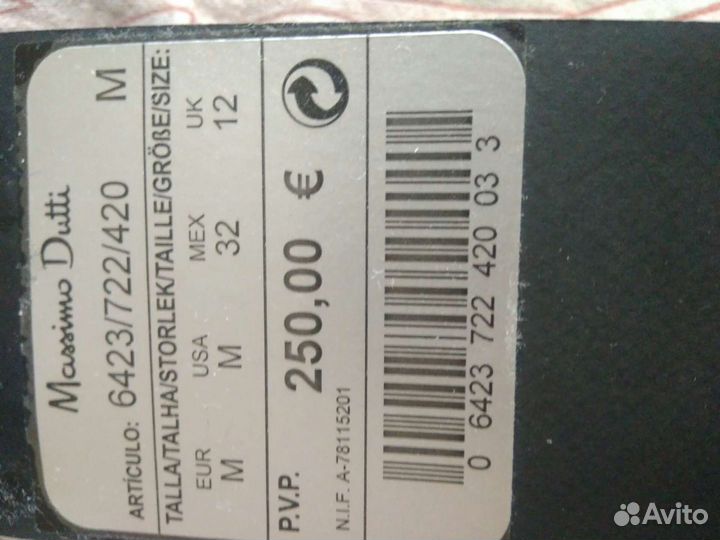 Massimo Dutti
ARTÍCULO: 6423/722/420 M
TALLA/TALHA/STORLEK/TAILLE/GRÖßE/SIZE:
EUR USA MEX UK
M M 32 12
P.V.P. 250,00 €
N.I.F. A-78115201
0 6423 722 420 03 3
Avito